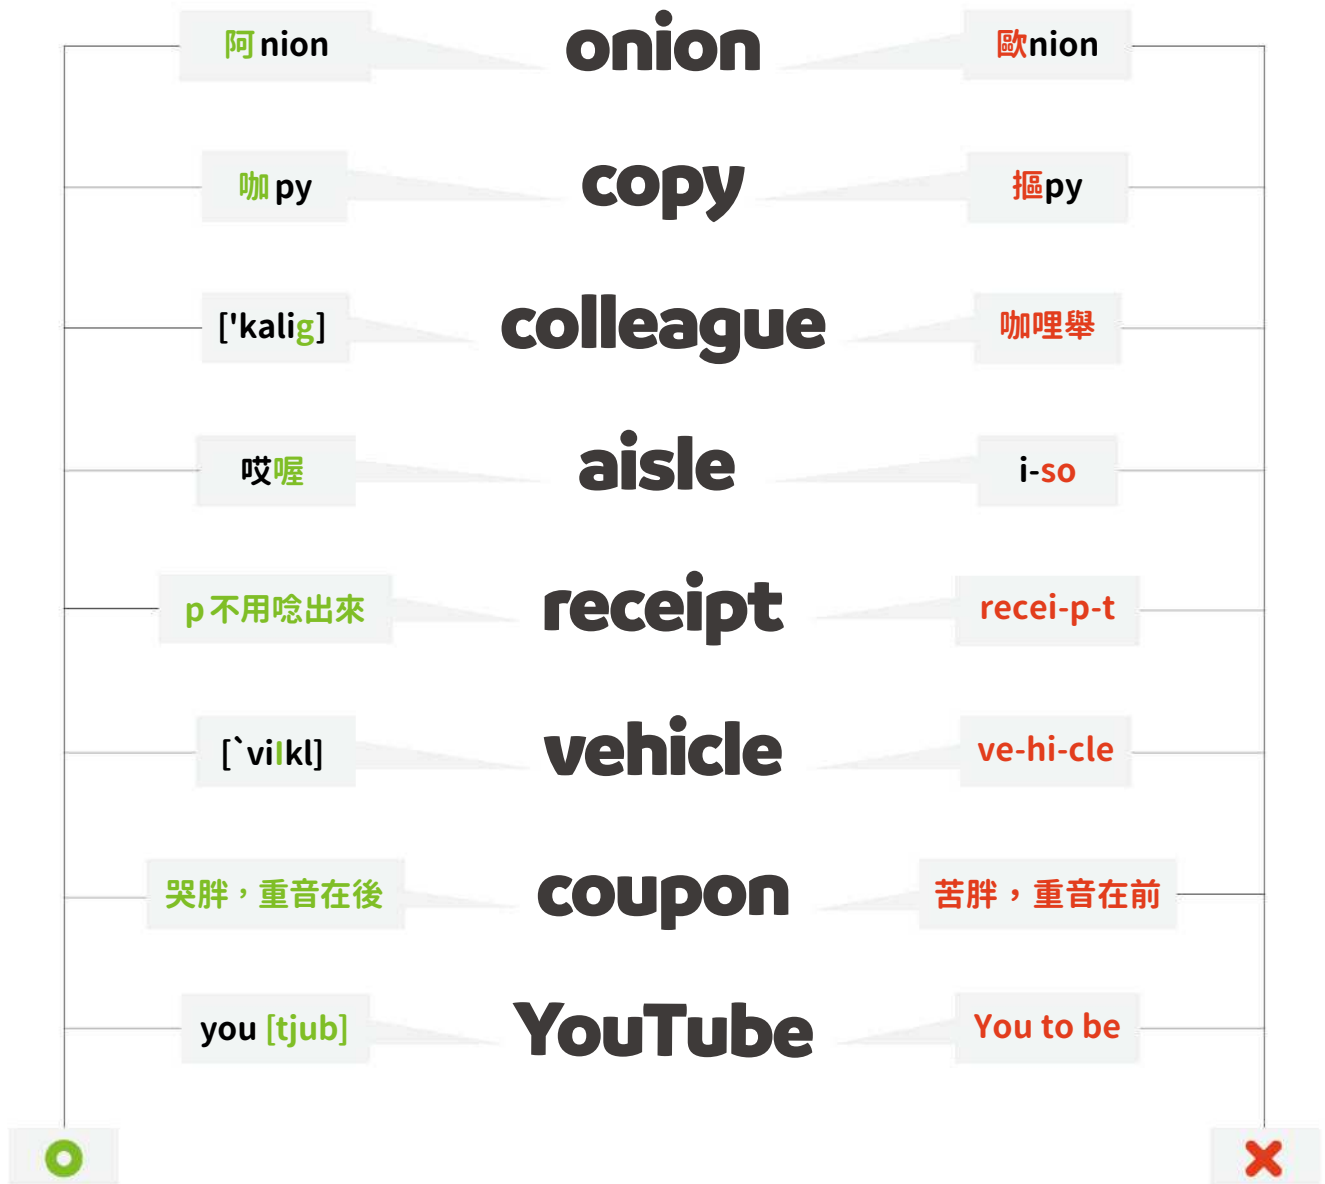 阿nion onion 歐nion
咖py copy 摳py
['kalig] colleague 咖哩舉
哎喔 aisle i-so
p不用唸出來 receipt recei-p-t
[`viIkl] vehicle ve-hi-cle
哭胖，重音在後 coupon 苦胖，重音在前
you [tjub] YouTube You to be